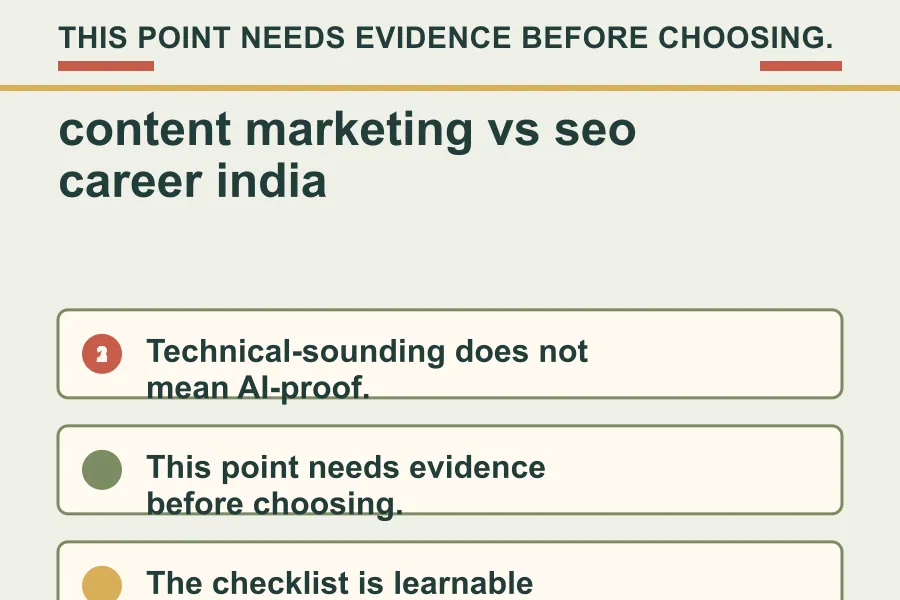 THIS POINT NEEDS EVIDENCE BEFORE CHOOSING.
content marketing vs seo
career india
Technical-sounding does not
mean AI-proof.
This point needs evidence
before choosing.
The checklist is learnable